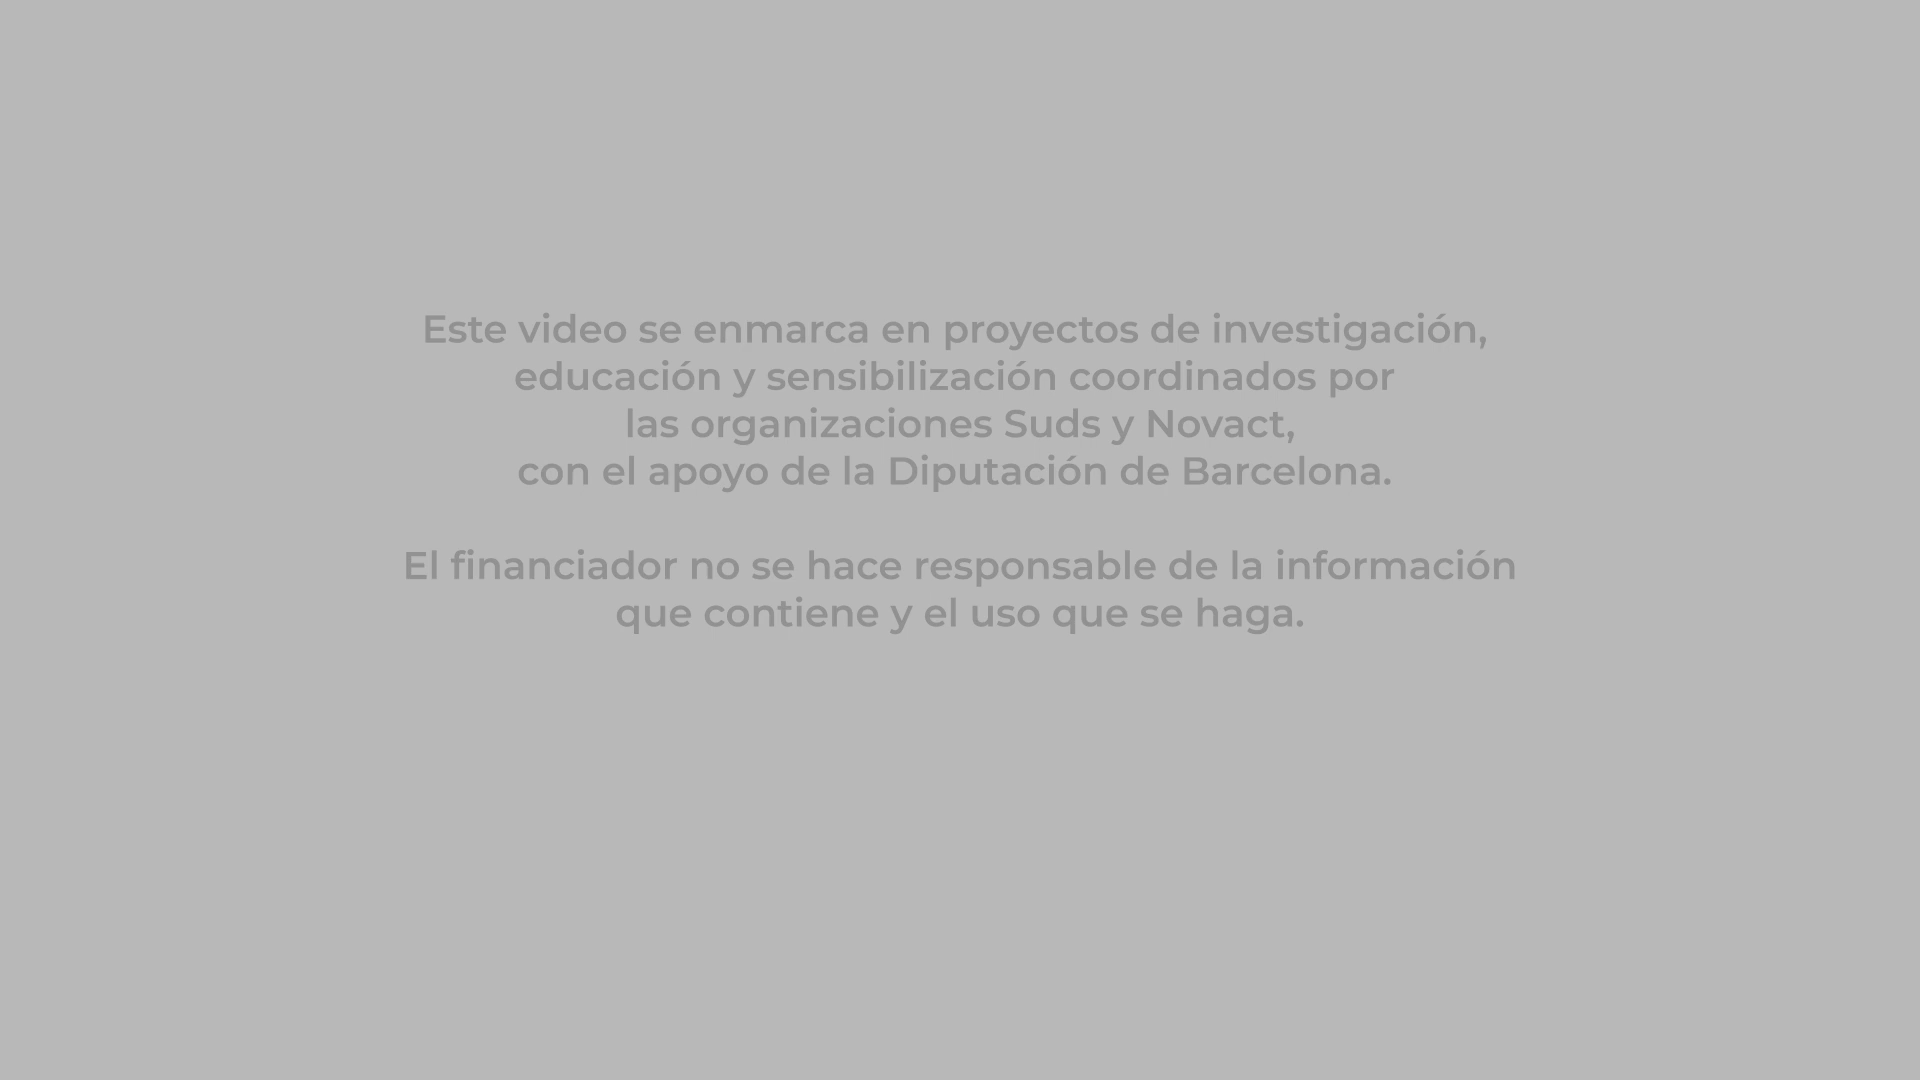 Este video se enmarca en proyectos de investigación,
educación y sensibilización coordinados por
las organizaciones Suds y Novact,
con el apoyo de la Diputación de Barcelona.
El financiador no se hace responsable de la información
que contiene y el uso que se haga.